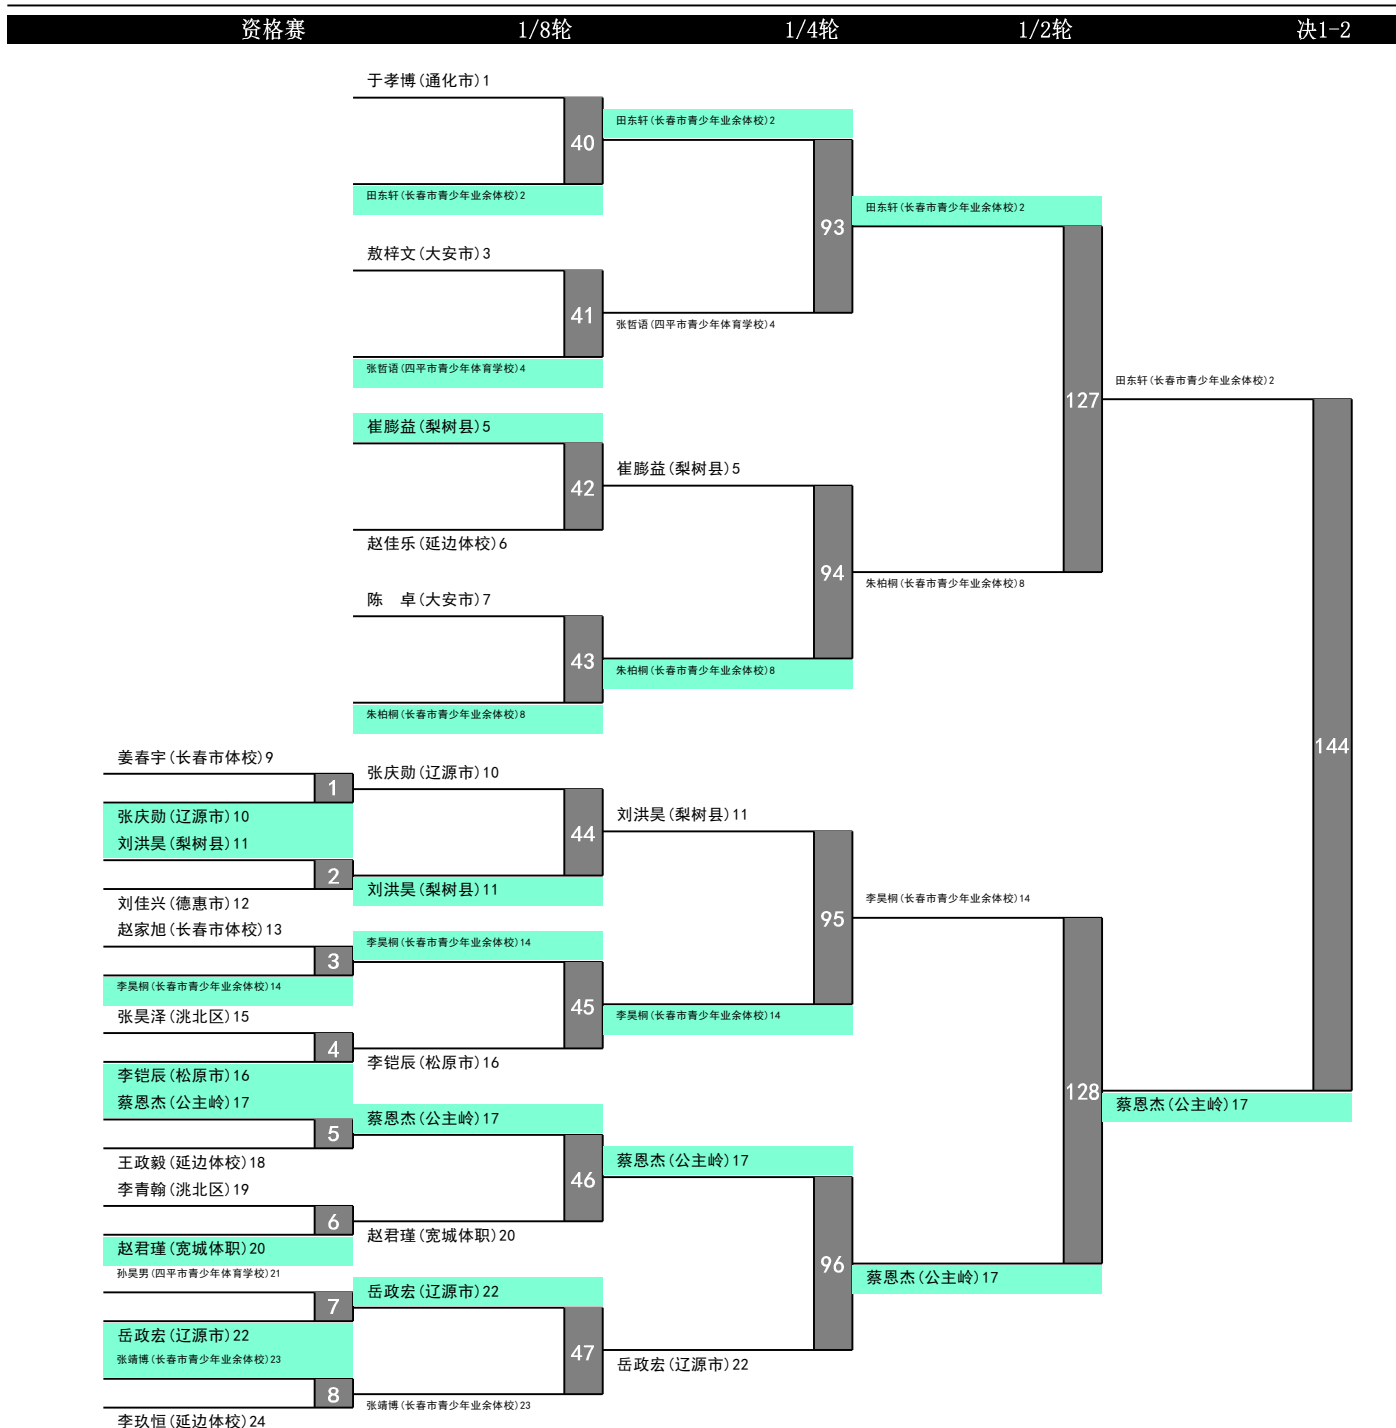 资格赛 1/8轮 1/4轮 1/2轮 决1-2
于孝博(通化市)1
田东轩(长春市青少年业余体校)2
40
田东轩(长春市青少年业余体校)2
田东轩(长春市青少年业余体校)2
93
敖梓文(大安市)3
41
张哲语(四平市青少年体育学校)4
张哲语(四平市青少年体育学校)4
田东轩(长春市青少年业余体校)2
127
崔膨益(梨树县)5
崔膨益(梨树县)5
42
赵佳乐(延边体校)6
94
朱柏桐(长春市青少年业余体校)8
陈 卓(大安市)7
43
朱柏桐(长春市青少年业余体校)8
朱柏桐(长春市青少年业余体校)8
144
姜春宇(长春市体校)9
张庆勋(辽源市)10
1
张庆勋(辽源市)10
刘洪昊(梨树县)11
44
刘洪昊(梨树县)11
2
刘洪昊(梨树县)11
刘佳兴(德惠市)12
李昊桐(长春市青少年业余体校)14
95
赵家旭(长春市体校)13
李昊桐(长春市青少年业余体校)14
3
李昊桐(长春市青少年业余体校)14
45
李昊桐(长春市青少年业余体校)14
张昊泽(洮北区)15
4
李铠辰(松原市)16
李铠辰(松原市)16
128
蔡恩杰(公主岭)17
蔡恩杰(公主岭)17
蔡恩杰(公主岭)17
5
王政毅(延边体校)18
蔡恩杰(公主岭)17
46
李青翰(洮北区)19
6
赵君瑾(宽城体职)20
赵君瑾(宽城体职)20
96
孙昊男(四平市青少年体育学校)21
蔡恩杰(公主岭)17
岳政宏(辽源市)22
7
岳政宏(辽源市)22
47
张靖博(长春市青少年业余体校)23
岳政宏(辽源市)22
8
张靖博(长春市青少年业余体校)23
李玖恒(延边体校)24